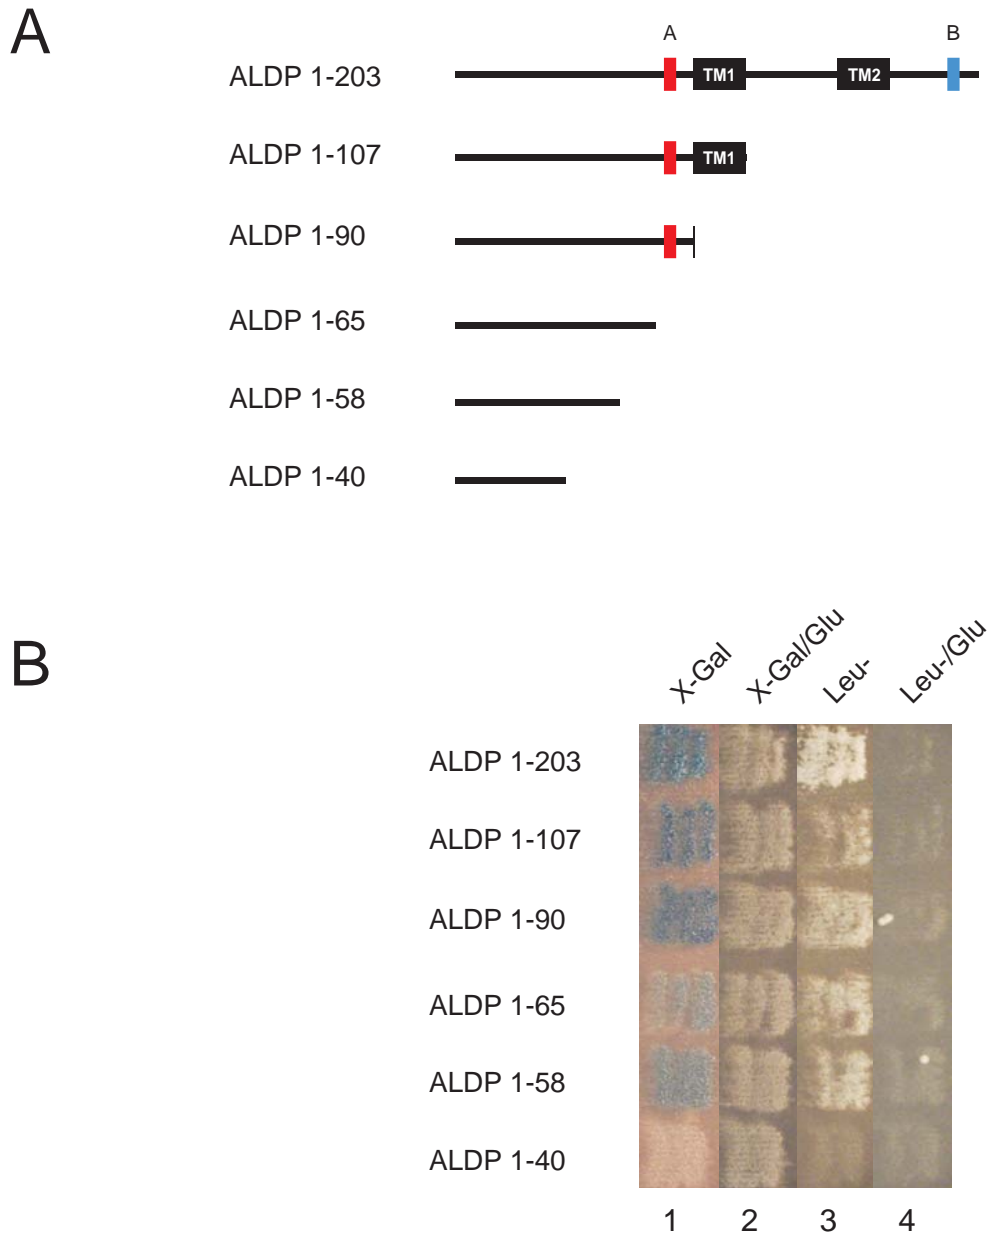 A
A B
ALDP 1-203 TM1 TM2
ALDP 1-107 TM1
ALDP 1-90
ALDP 1-65
ALDP 1-58
ALDP 1-40
B
X-Gal X-Gal/Glu Leu- Leu-/Glu
ALDP 1-203
ALDP 1-107
ALDP 1-90
ALDP 1-65
ALDP 1-58
ALDP 1-40
1 2 3 4